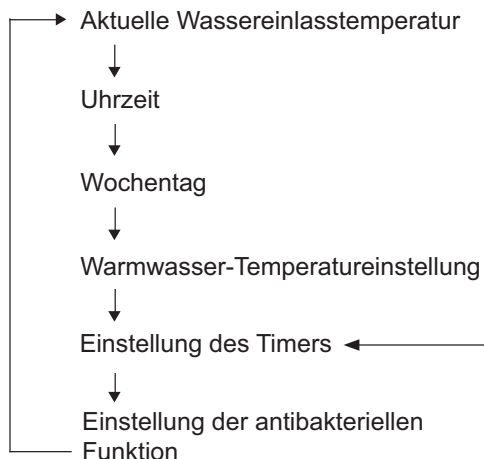 Aktuelle Wassereinlasstemperatur
Uhrzeit
Wochentag
Warmwasser-Temperatureinstellung
Einstellung des Timers
Einstellung der antibakteriellen
Funktion